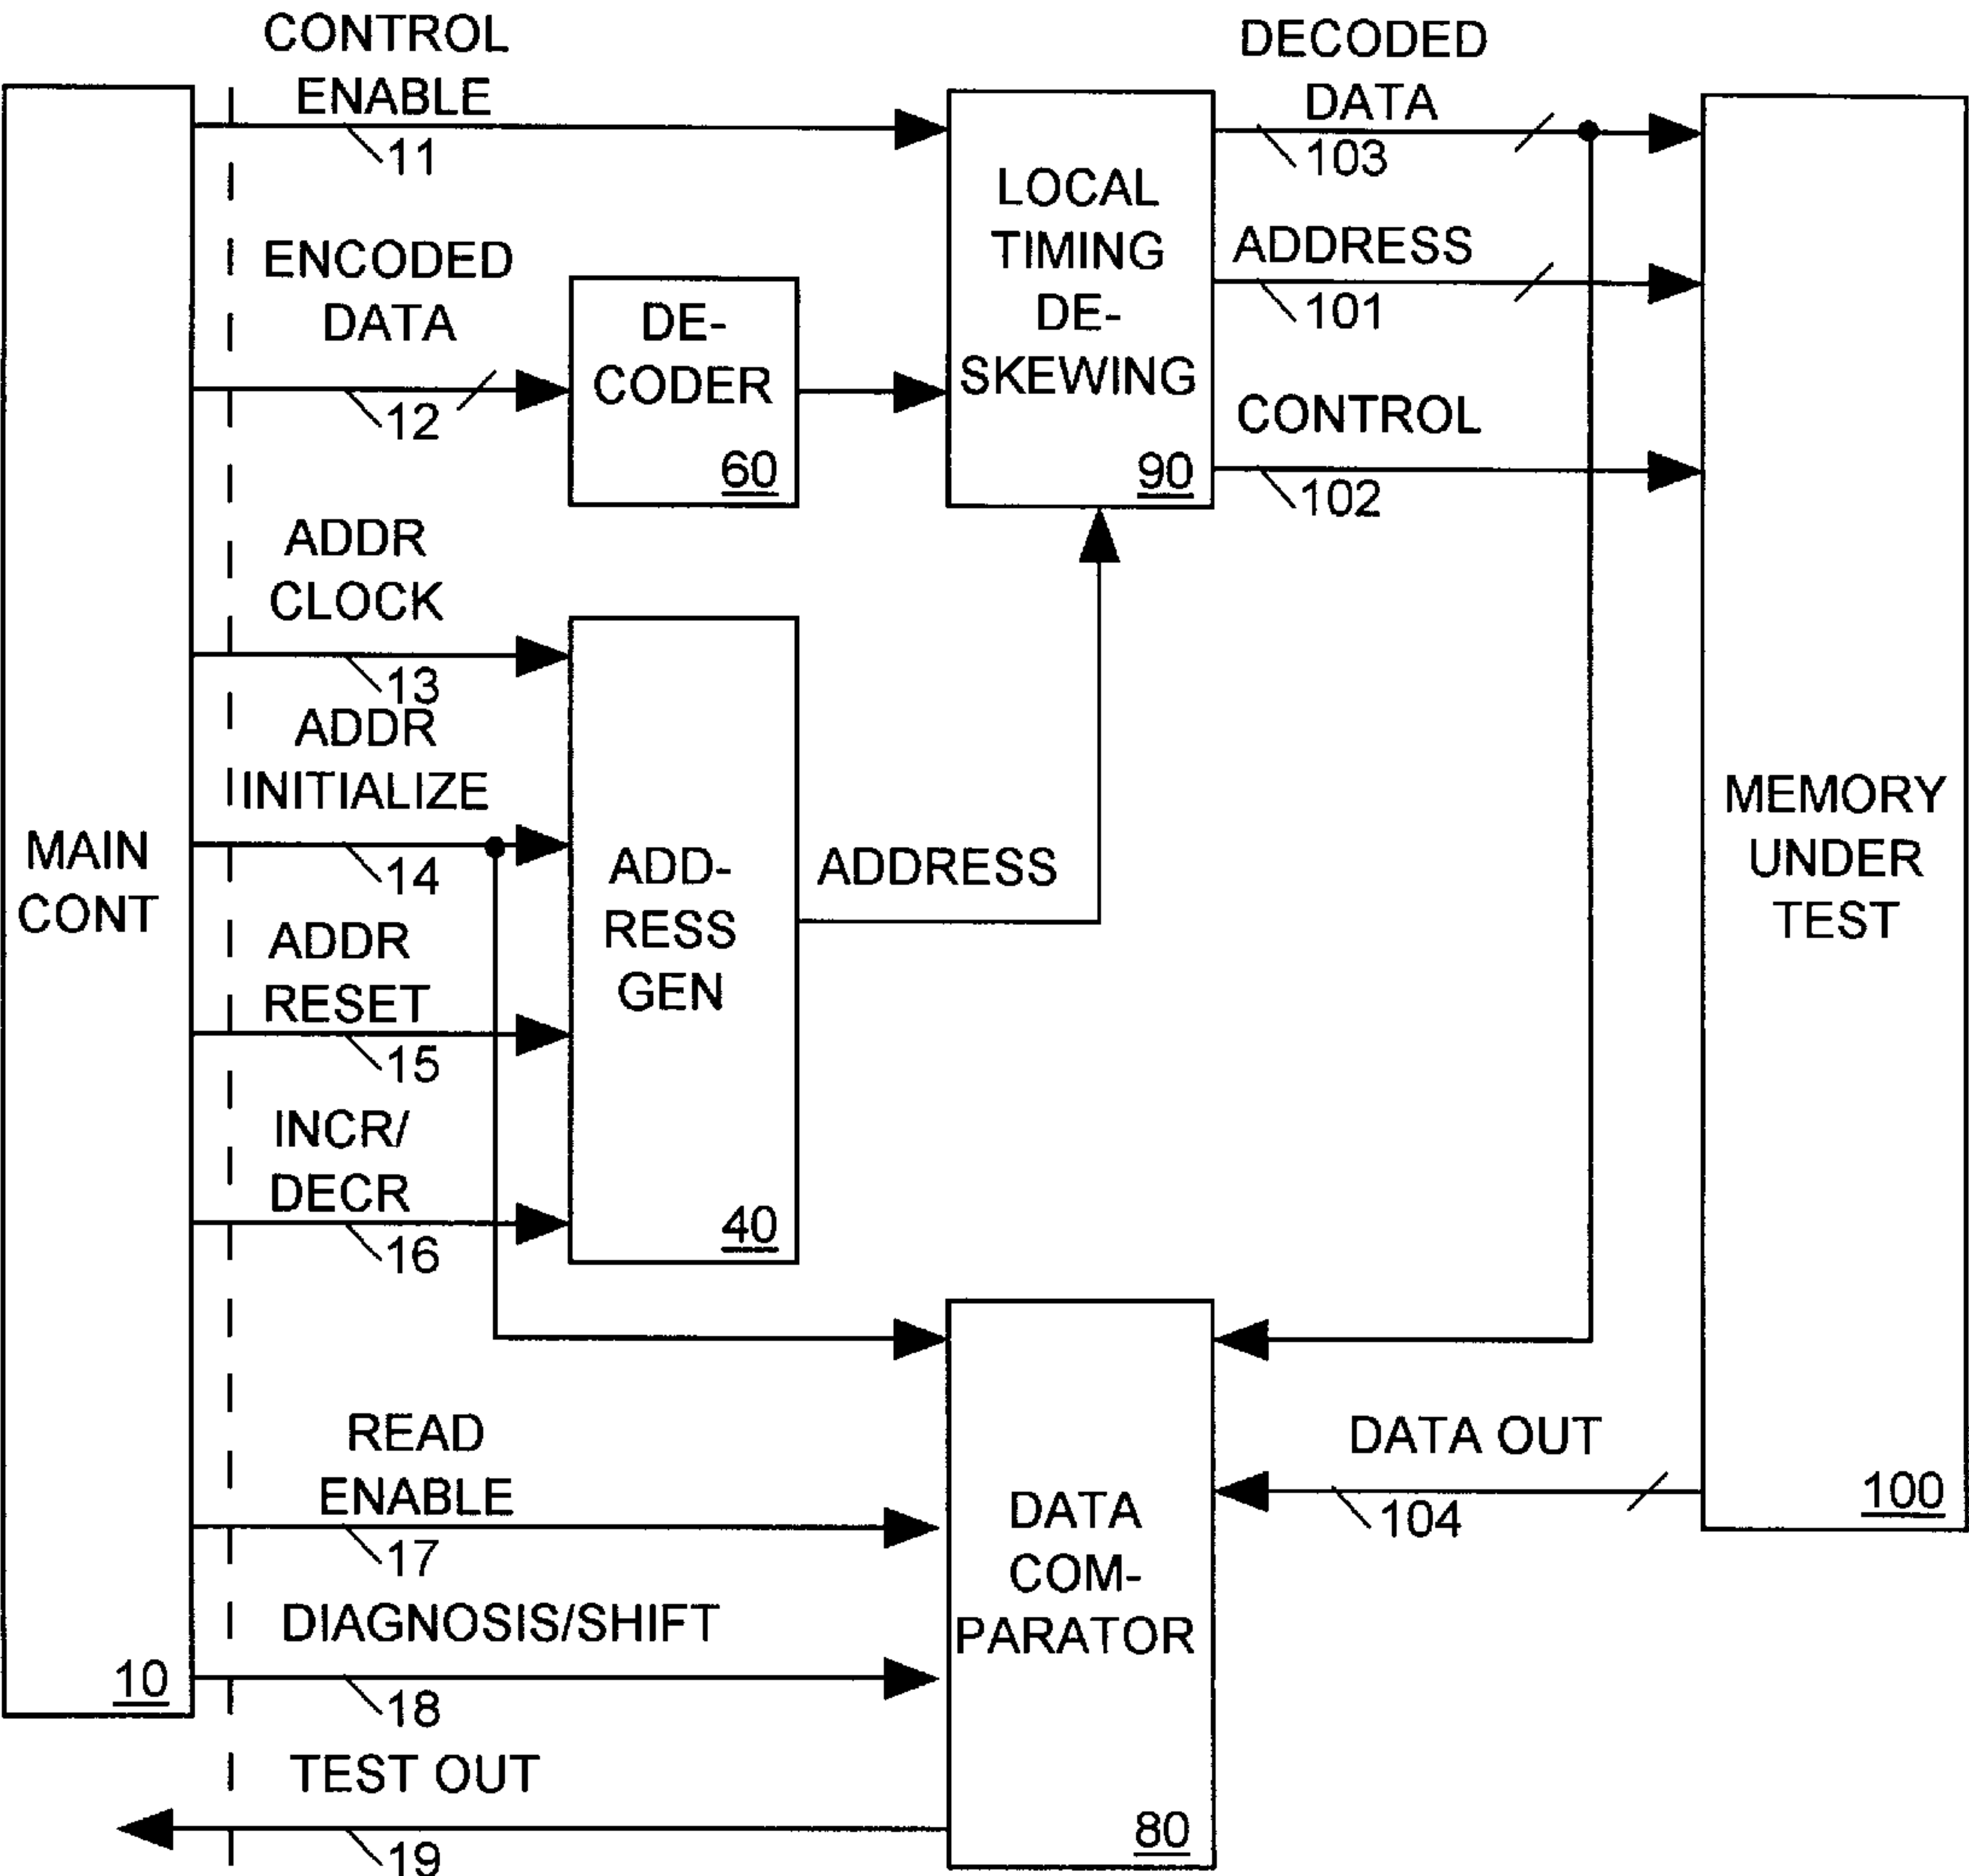 CONTROL
ENABLE
11
ENCODED
DATA
12
ADDR
CLOCK
13
ADDR
INITIALIZE
14
ADDR
RESET
15
INCR/
DECR
16
READ
ENABLE
17
DIAGNOSIS/SHIFT
18
TEST OUT
19
MAIN
CONT
10
DE-
CODER
60
ADD-
RESS
GEN
40
ADDRESS
LOCAL
TIMING
DE-
SKEWING
90
DECODED
DATA
103
ADDRESS
101
CONTROL
102
DATA OUT
104
DATA
COM-
PARATOR
80
MEMORY
UNDER
TEST
100